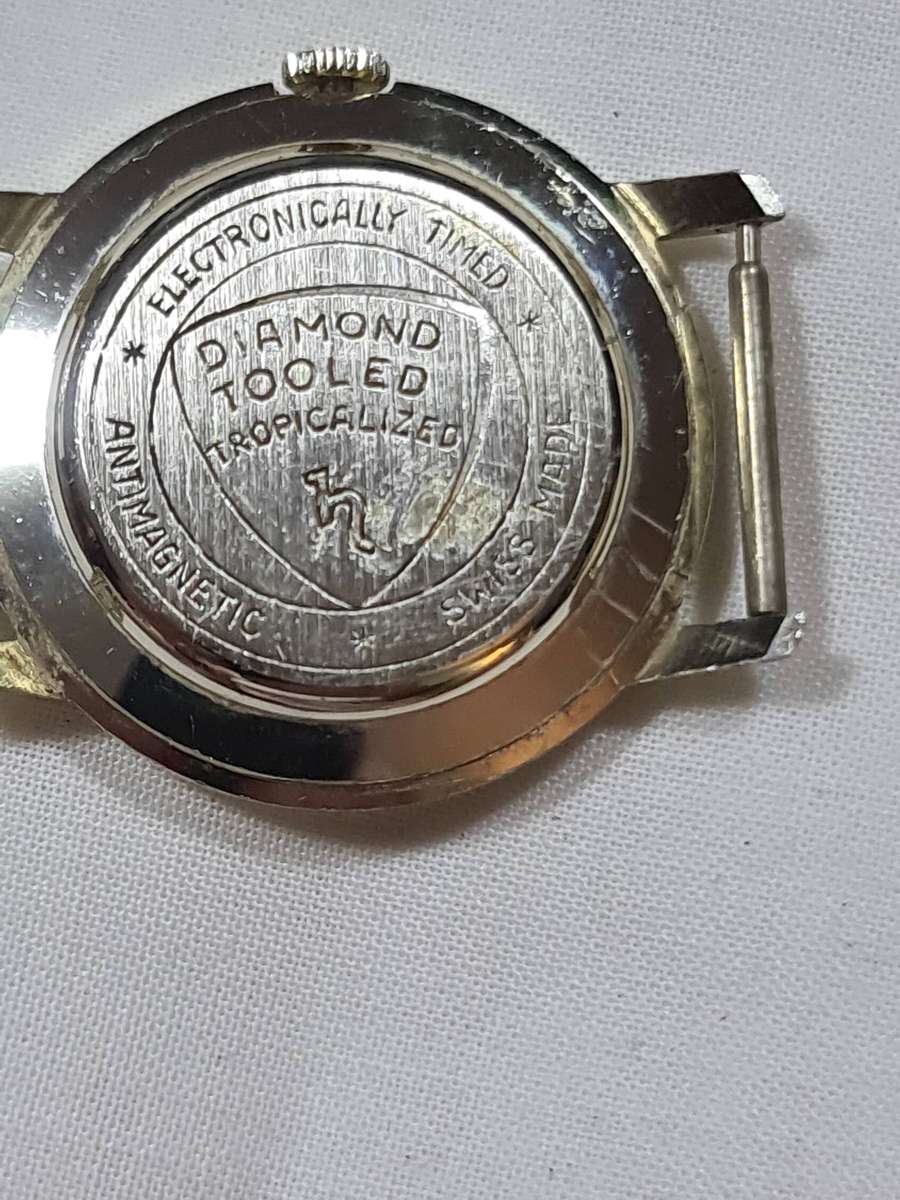 * ELECTRONICALLY TIMED *
DIAMOND
TOOLED
TROPICALIZED
ANTIMAGNETIC * SWISS MADE